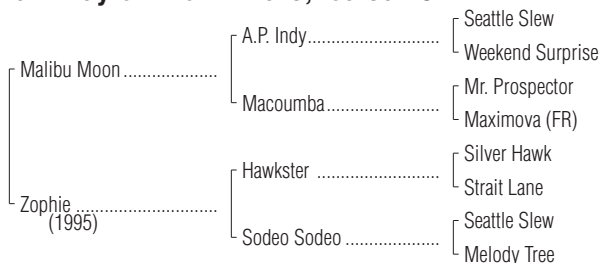 Seattle Slew
A.P. Indy........................
Weekend Surprise
Malibu Moon ...................
Mr. Prospector
Macoumba.......................
Maximova (FR)
Silver Hawk
Hawkster .........................
Strait Lane
Zophie .............................
(1995)
Seattle Slew
Sodeo Sodeo ...................
Melody Tree